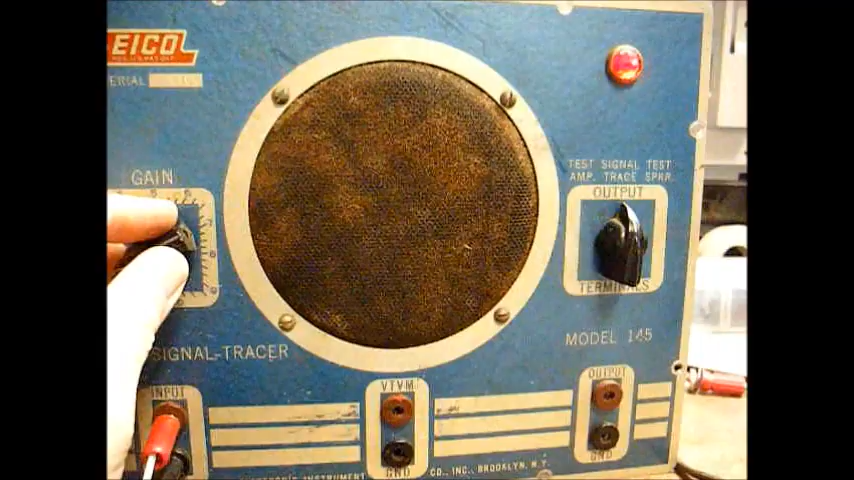 EICO
GAIN
TEST SIGNAL TEST
AMP. TRACE SPKR.
OUTPUT
TERMINALS
SIGNAL-TRACER
MODEL 145
INPUT
VTVM
OUTPUT
GND
GND
INSTRUMENT CO., INC., BROOKLYN, N.Y.